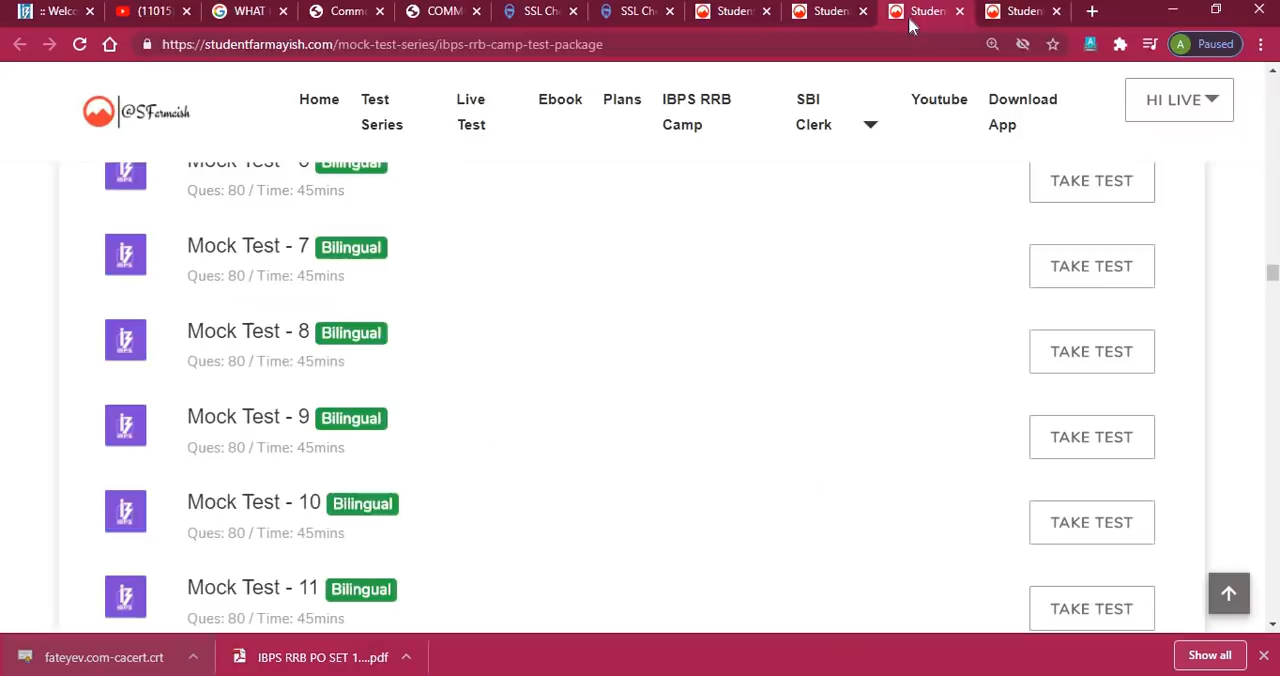 :: Welco
(11015
WHAT
Comm
COMM
SSL Ch
SSL Ch
Studen
Studen
Studen
Studen
https://studentfarmayish.com/mock-test-series/ibps-rrb-camp-test-package
A Paused
@SFarmaish
Home
Test Series
Live Test
Ebook
Plans
IBPS RRB Camp
SBI Clerk
Youtube
Download App
HI LIVE
Bilingual
Ques: 80 / Time: 45mins
TAKE TEST
Mock Test - 7 Bilingual
Ques: 80 / Time: 45mins
TAKE TEST
Mock Test - 8 Bilingual
Ques: 80 / Time: 45mins
TAKE TEST
Mock Test - 9 Bilingual
Ques: 80 / Time: 45mins
TAKE TEST
Mock Test - 10 Bilingual
Ques: 80 / Time: 45mins
TAKE TEST
Mock Test - 11 Bilingual
Ques: 80 / Time: 45mins
TAKE TEST
fateyev.com-cacert.crt
IBPS RRB PO SET 1....pdf
Show all